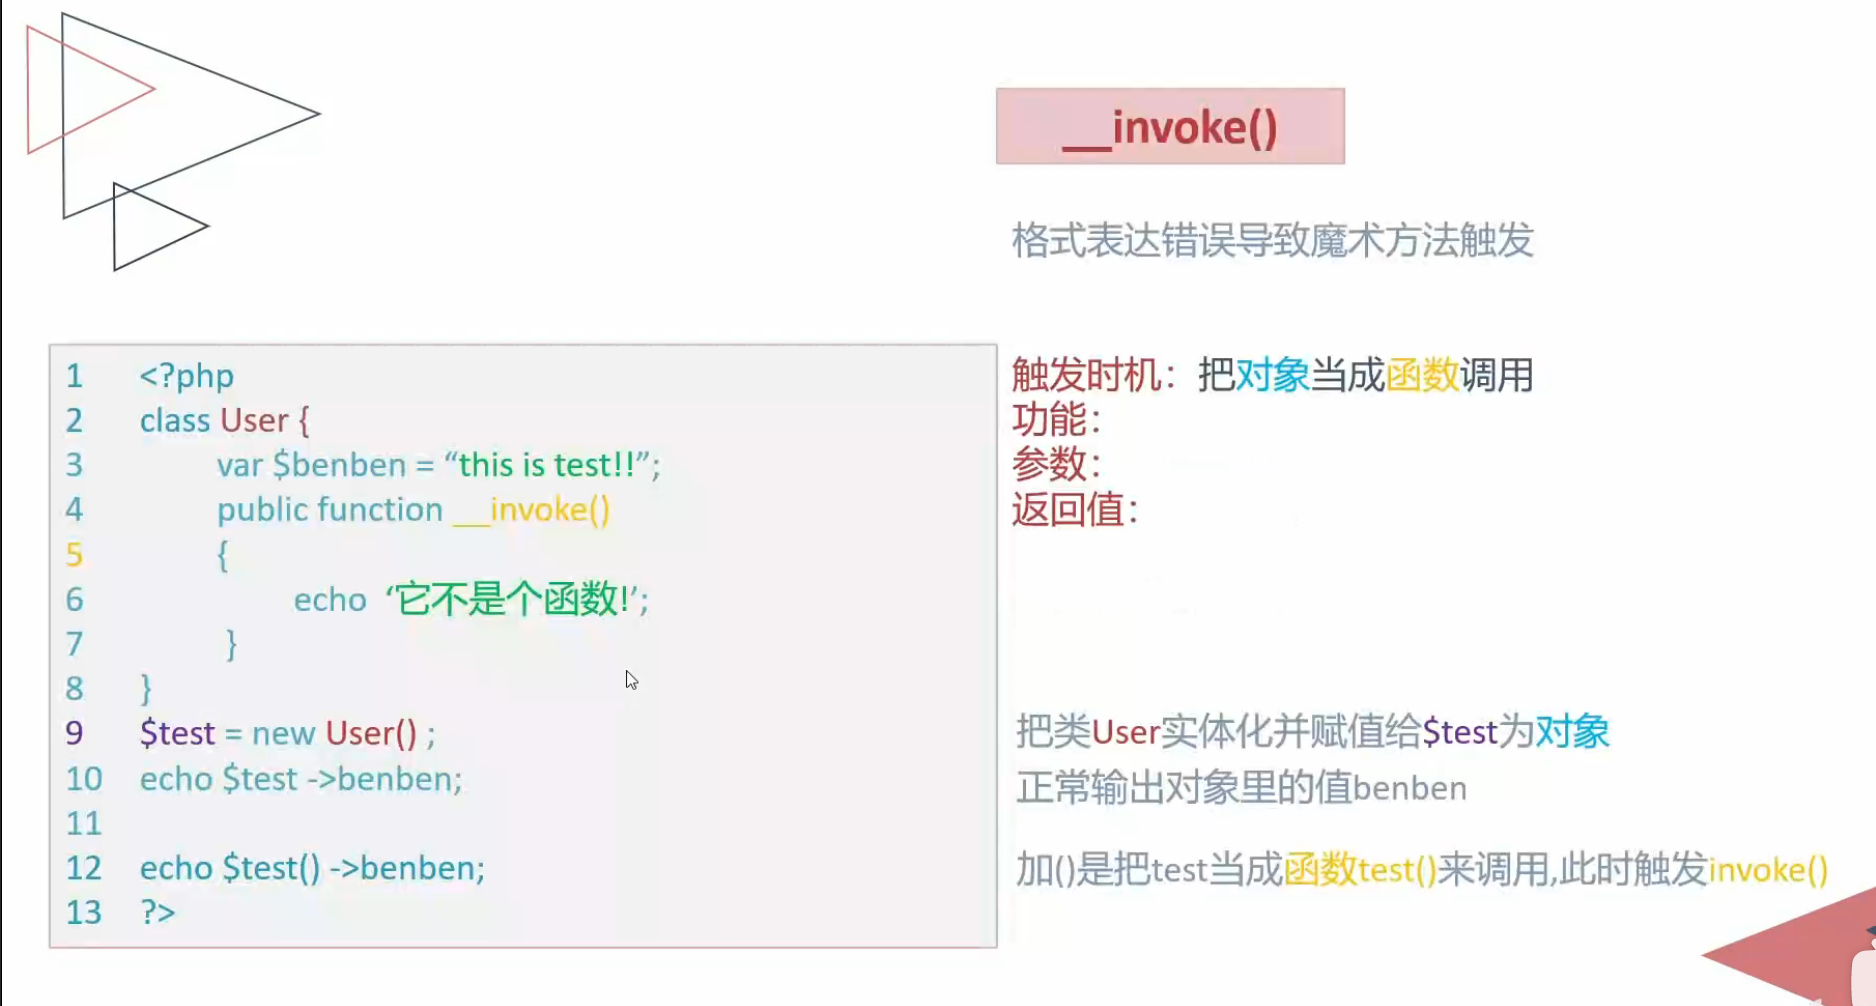 __invoke()
格式表达错误导致魔术方法触发
1 <?php
2 class User {
3 var $benben = “this is test!!”;
4 public function __invoke()
5 {
6 echo ‘它不是个函数!’;
7 }
8 }
9 $test = new User() ;
10 echo $test ->benben;
11
12 echo $test() ->benben;
13 ?>
触发时机：把对象当成函数调用
功能：
参数：
返回值：
把类User实体化并赋值给$test为对象
正常输出对象里的值benben
加()是把test当成函数test()来调用,此时触发invoke()